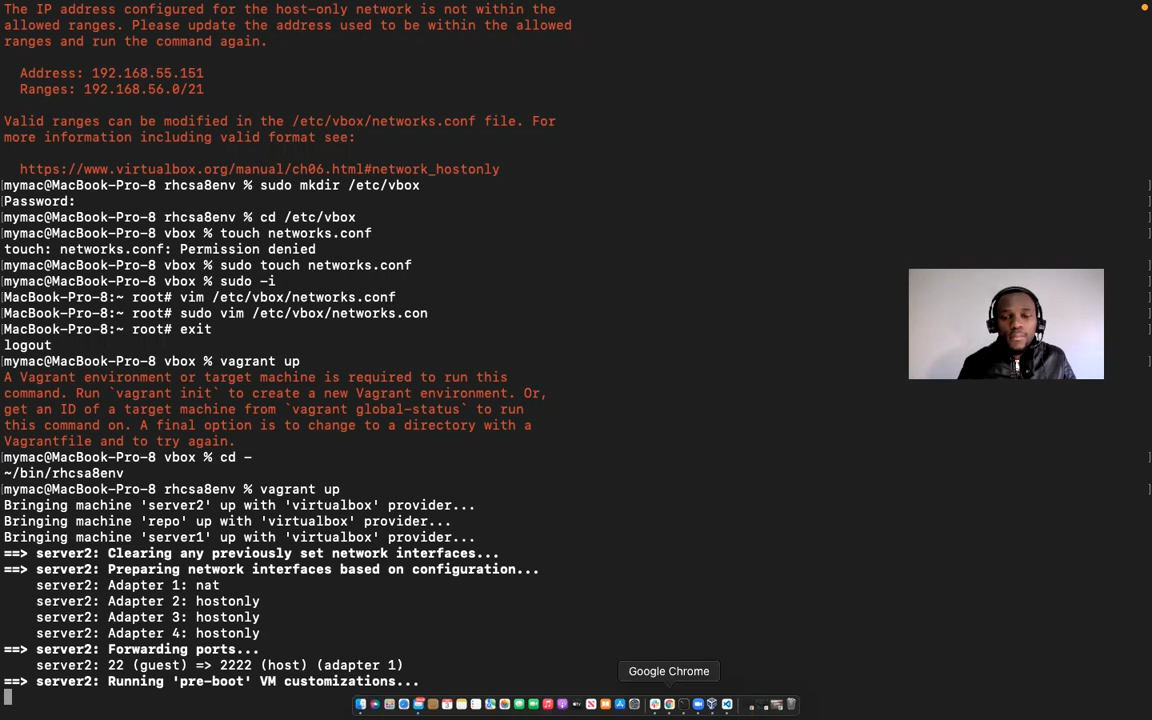 The IP address configured for the host-only network is not within the
allowed ranges. Please update the address used to be within the allowed
ranges and run the command again.
Address: 192.168.55.151
Ranges: 192.168.56.0/21
Valid ranges can be modified in the /etc/vbox/networks.conf file. For
more information including valid format see:
https://www.virtualbox.org/manual/ch06.html#network_hostonly
[mymac@MacBook-Pro-8 rhcsa8env % sudo mkdir /etc/vbox ]
[Password:
[mymac@MacBook-Pro-8 rhcsa8env % cd /etc/vbox ]
[mymac@MacBook-Pro-8 vbox % touch networks.conf ]
touch: networks.conf: Permission denied
[mymac@MacBook-Pro-8 vbox % sudo touch networks.conf ]
[mymac@MacBook-Pro-8 vbox % sudo -i ]
[MacBook-Pro-8:~ root# vim /etc/vbox/networks.conf ]
[MacBook-Pro-8:~ root# sudo vim /etc/vbox/networks.con ]
[MacBook-Pro-8:~ root# exit ]
logout
[mymac@MacBook-Pro-8 vbox % vagrant up ]
A Vagrant environment or target machine is required to run this
command. Run `vagrant init` to create a new Vagrant environment. Or,
get an ID of a target machine from `vagrant global-status` to run
this command on. A final option is to change to a directory with a
Vagrantfile and to try again.
[mymac@MacBook-Pro-8 vbox % cd - ]
~/bin/rhcsa8env
[mymac@MacBook-Pro-8 rhcsa8env % vagrant up ]
Bringing machine 'server2' up with 'virtualbox' provider...
Bringing machine 'repo' up with 'virtualbox' provider...
Bringing machine 'server1' up with 'virtualbox' provider...
==> server2: Clearing any previously set network interfaces...
==> server2: Preparing network interfaces based on configuration...
server2: Adapter 1: nat
server2: Adapter 2: hostonly
server2: Adapter 3: hostonly
server2: Adapter 4: hostonly
==> server2: Forwarding ports...
server2: 22 (guest) => 2222 (host) (adapter 1)
==> server2: Running 'pre-boot' VM customizations...
Google Chrome